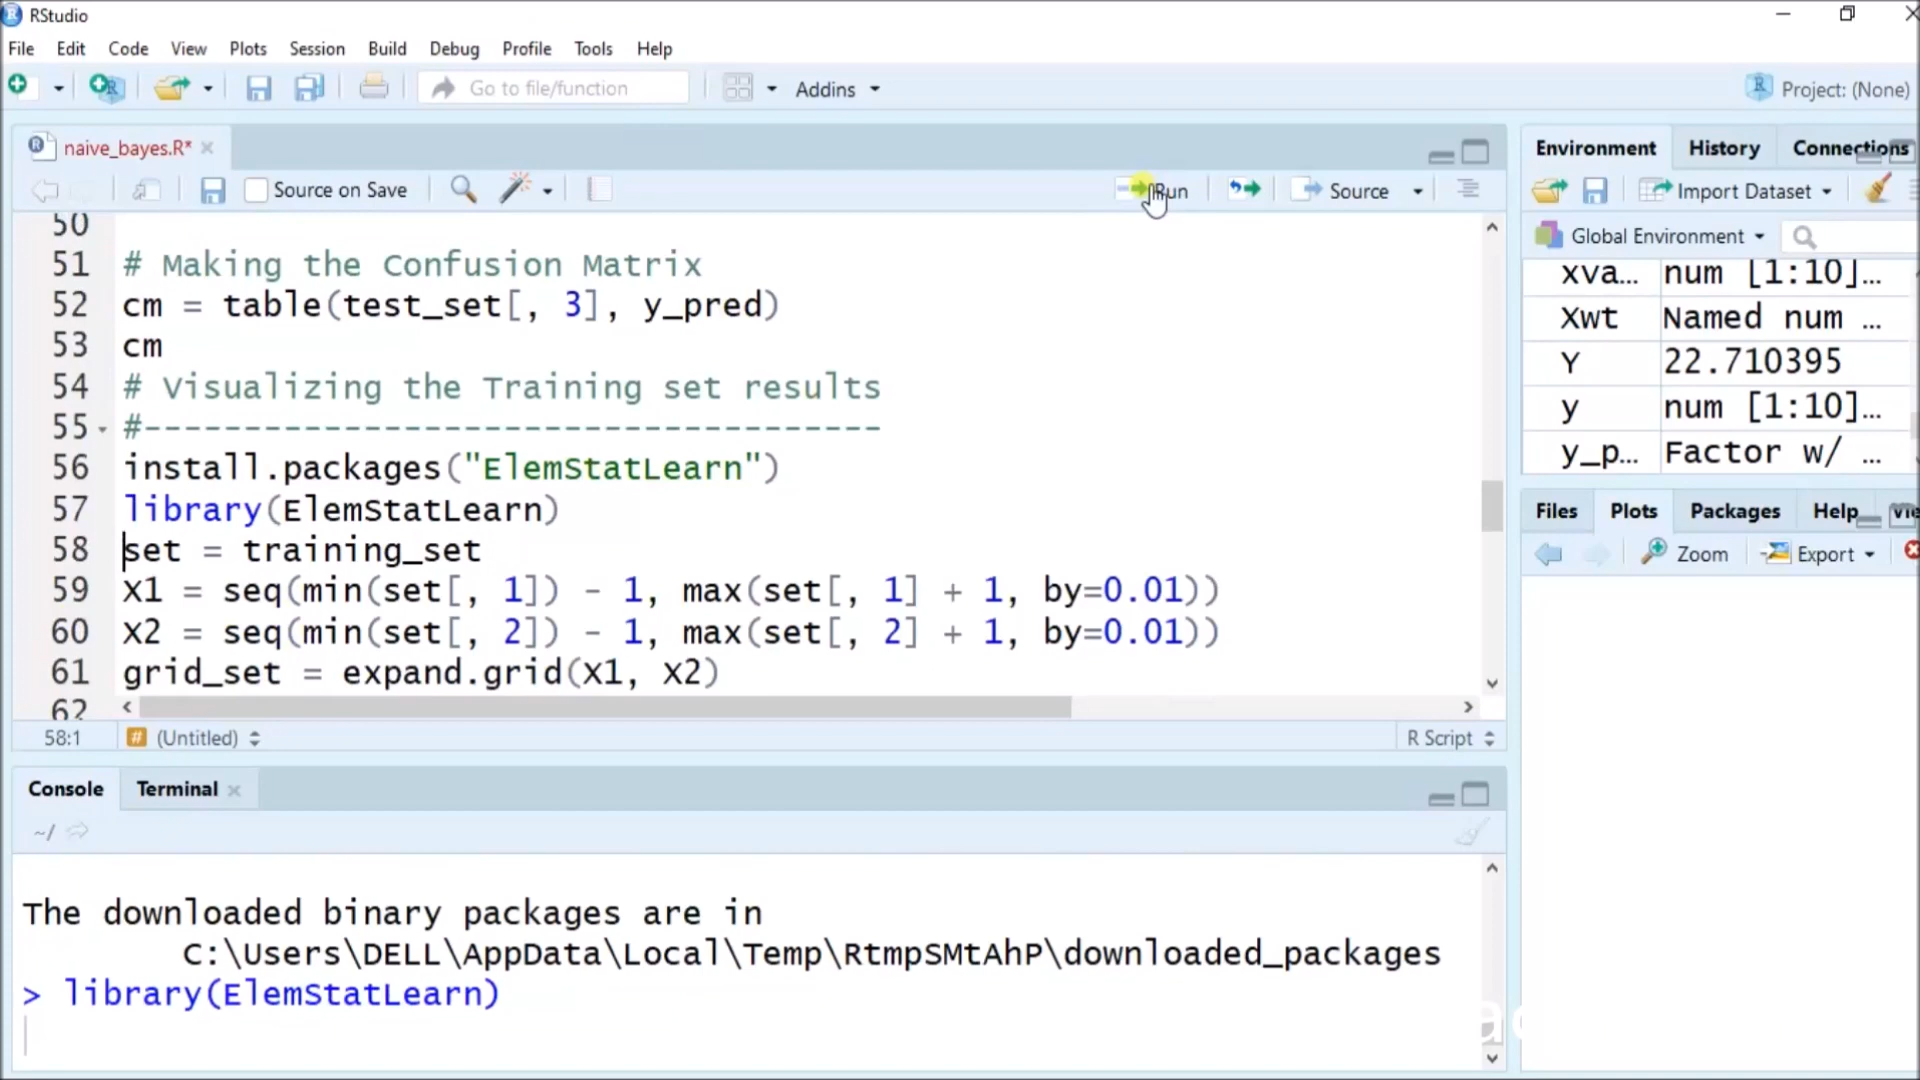 RStudio
File Edit Code View Plots Session Build Debug Profile Tools Help
Go to file/function Addins Project: (None)
naive_bayes.R*
Source on Save Run Source
50
51 # Making the Confusion Matrix
52 cm = table(test_set[, 3], y_pred)
53 cm
54 # Visualizing the Training set results
55 #-------------------------------------
56 install.packages("ElemStatLearn")
57 library(ElemStatLearn)
58 set = training_set
59 X1 = seq(min(set[, 1]) - 1, max(set[, 1] + 1, by=0.01))
60 X2 = seq(min(set[, 2]) - 1, max(set[, 2] + 1, by=0.01))
61 grid_set = expand.grid(X1, X2)
62
58:1 # (Untitled) R Script
Console Terminal
~/
The downloaded binary packages are in
C:\Users\DELL\AppData\Local\Temp\RtmpSMtAhP\downloaded_packages
> library(ElemStatLearn)
Environment History Connections
Import Dataset
Global Environment
xva... num [1:10]...
Xwt Named num ...
Y 22.710395
y num [1:10]...
y_p... Factor w/ ...
Files Plots Packages Help
Zoom Export